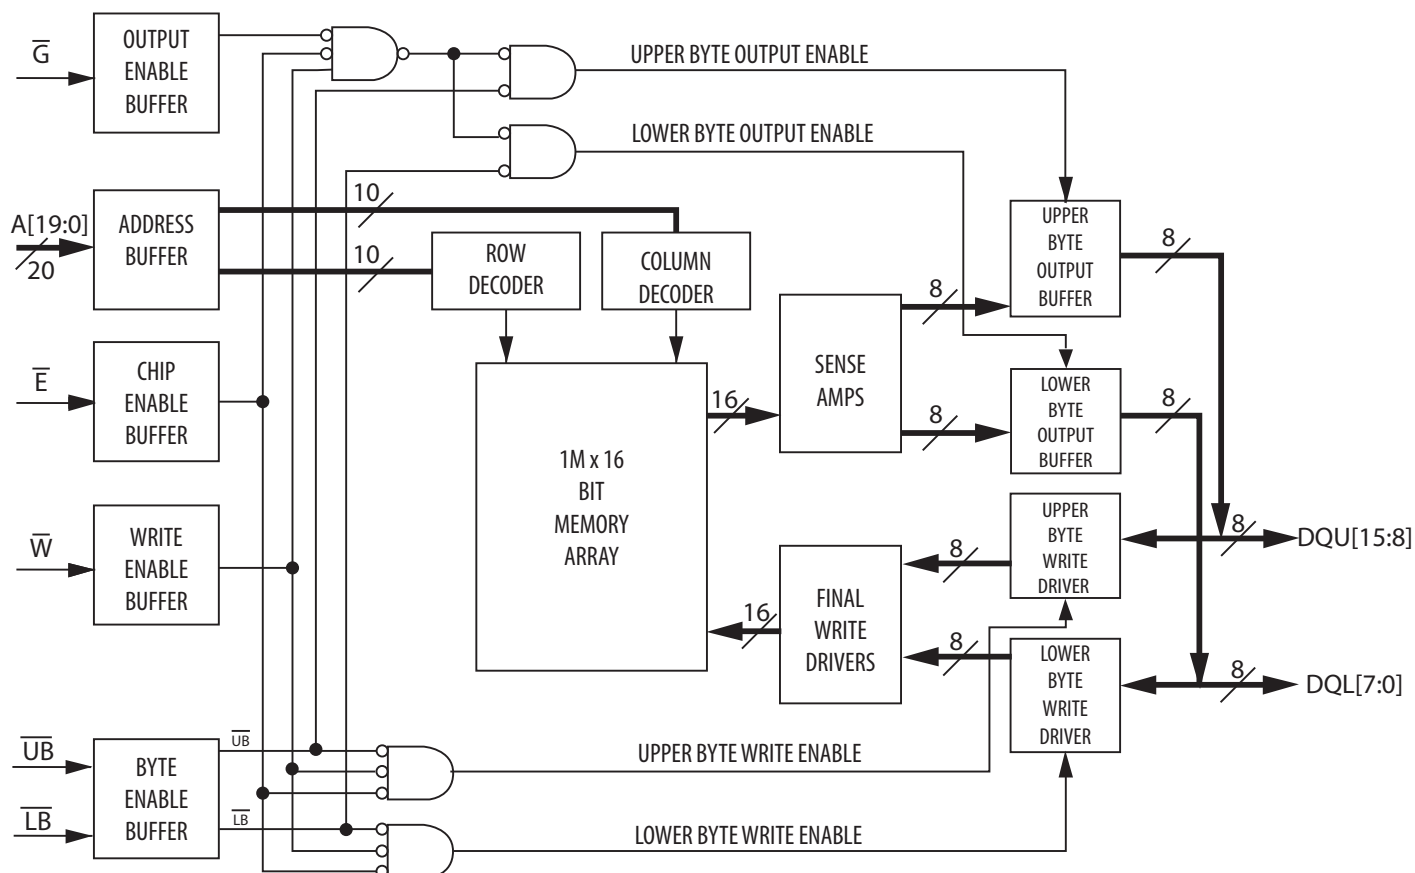 G
OUTPUT
ENABLE
BUFFER
UPPER BYTE OUTPUT ENABLE
LOWER BYTE OUTPUT ENABLE
A[19:0]
20
ADDRESS
BUFFER
10
10
ROW
DECODER
COLUMN
DECODER
UPPER
BYTE
OUTPUT
BUFFER
8
8
E
CHIP
ENABLE
BUFFER
SENSE
AMPS
16
8
LOWER
BYTE
OUTPUT
BUFFER
8
1M x 16
BIT
MEMORY
ARRAY
W
WRITE
ENABLE
BUFFER
UPPER
BYTE
WRITE
DRIVER
8
8
DQU[15:8]
FINAL
WRITE
DRIVERS
16
8
LOWER
BYTE
WRITE
DRIVER
8
DQL[7:0]
UB
LB
BYTE
ENABLE
BUFFER
UB
LB
UPPER BYTE WRITE ENABLE
LOWER BYTE WRITE ENABLE